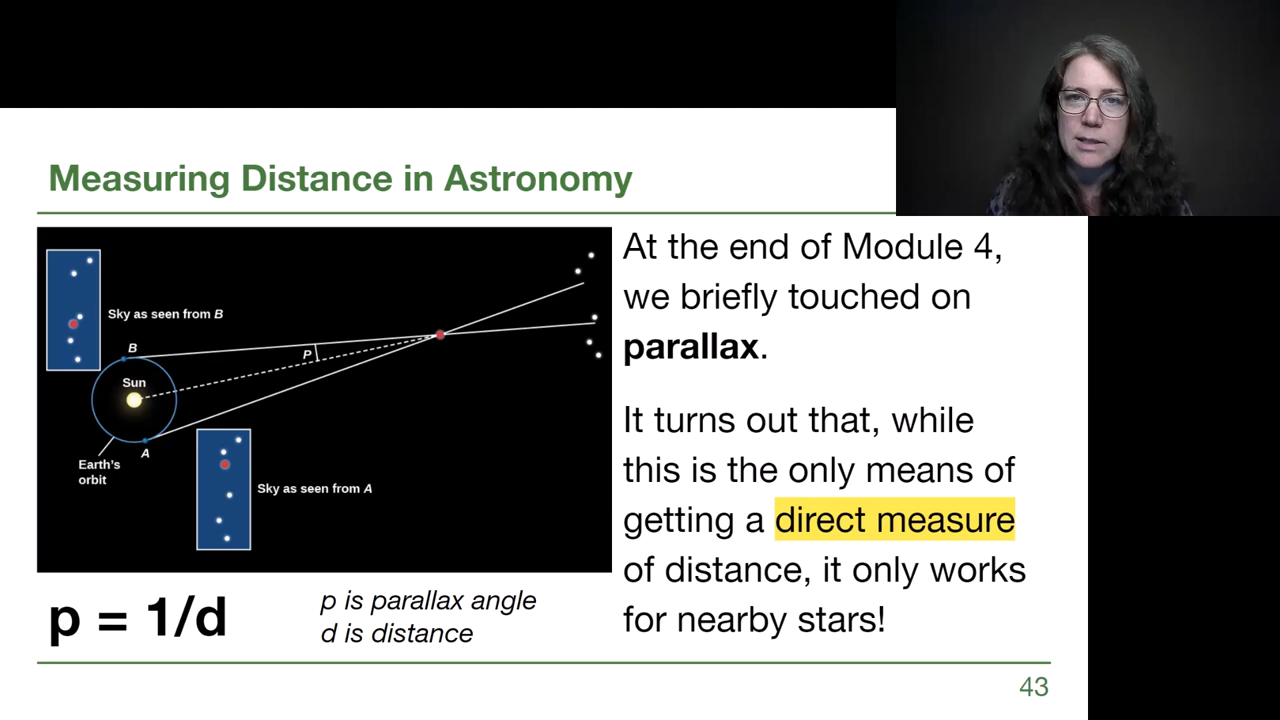 Measuring Distance in Astronomy
Sky as seen from B
B
P
Sun
A
Earth's
orbit
Sky as seen from A
At the end of Module 4,
we briefly touched on
parallax.
It turns out that, while
this is the only means of
getting a direct measure
of distance, it only works
for nearby stars!
p = 1/d
p is parallax angle
d is distance
43